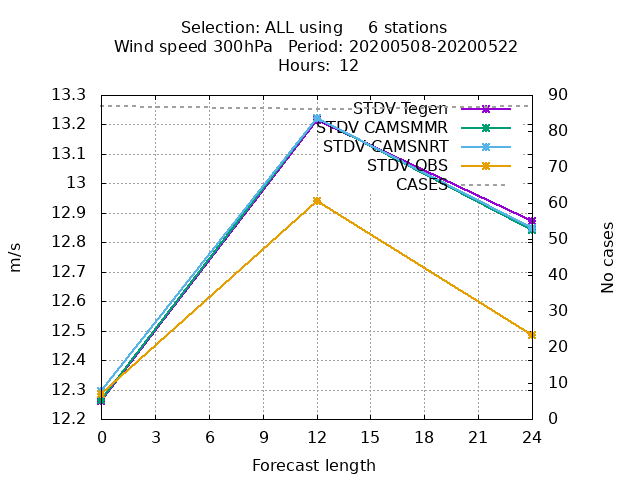 Selection: ALL using     6 stations
Wind speed 300hPa   Period: 20200508-20200522
Hours:  12
13.3
13.2
13.1
13
12.9
12.8
12.7
12.6
12.5
12.4
12.3
12.2
m/s
STDV Tegen
STDV CAMSMMR
STDV CAMSNRT
STDV OBS
CASES
90
80
70
60
50
40
30
20
10
0
No cases
0 3 6 9 12 15 18 21 24
Forecast length